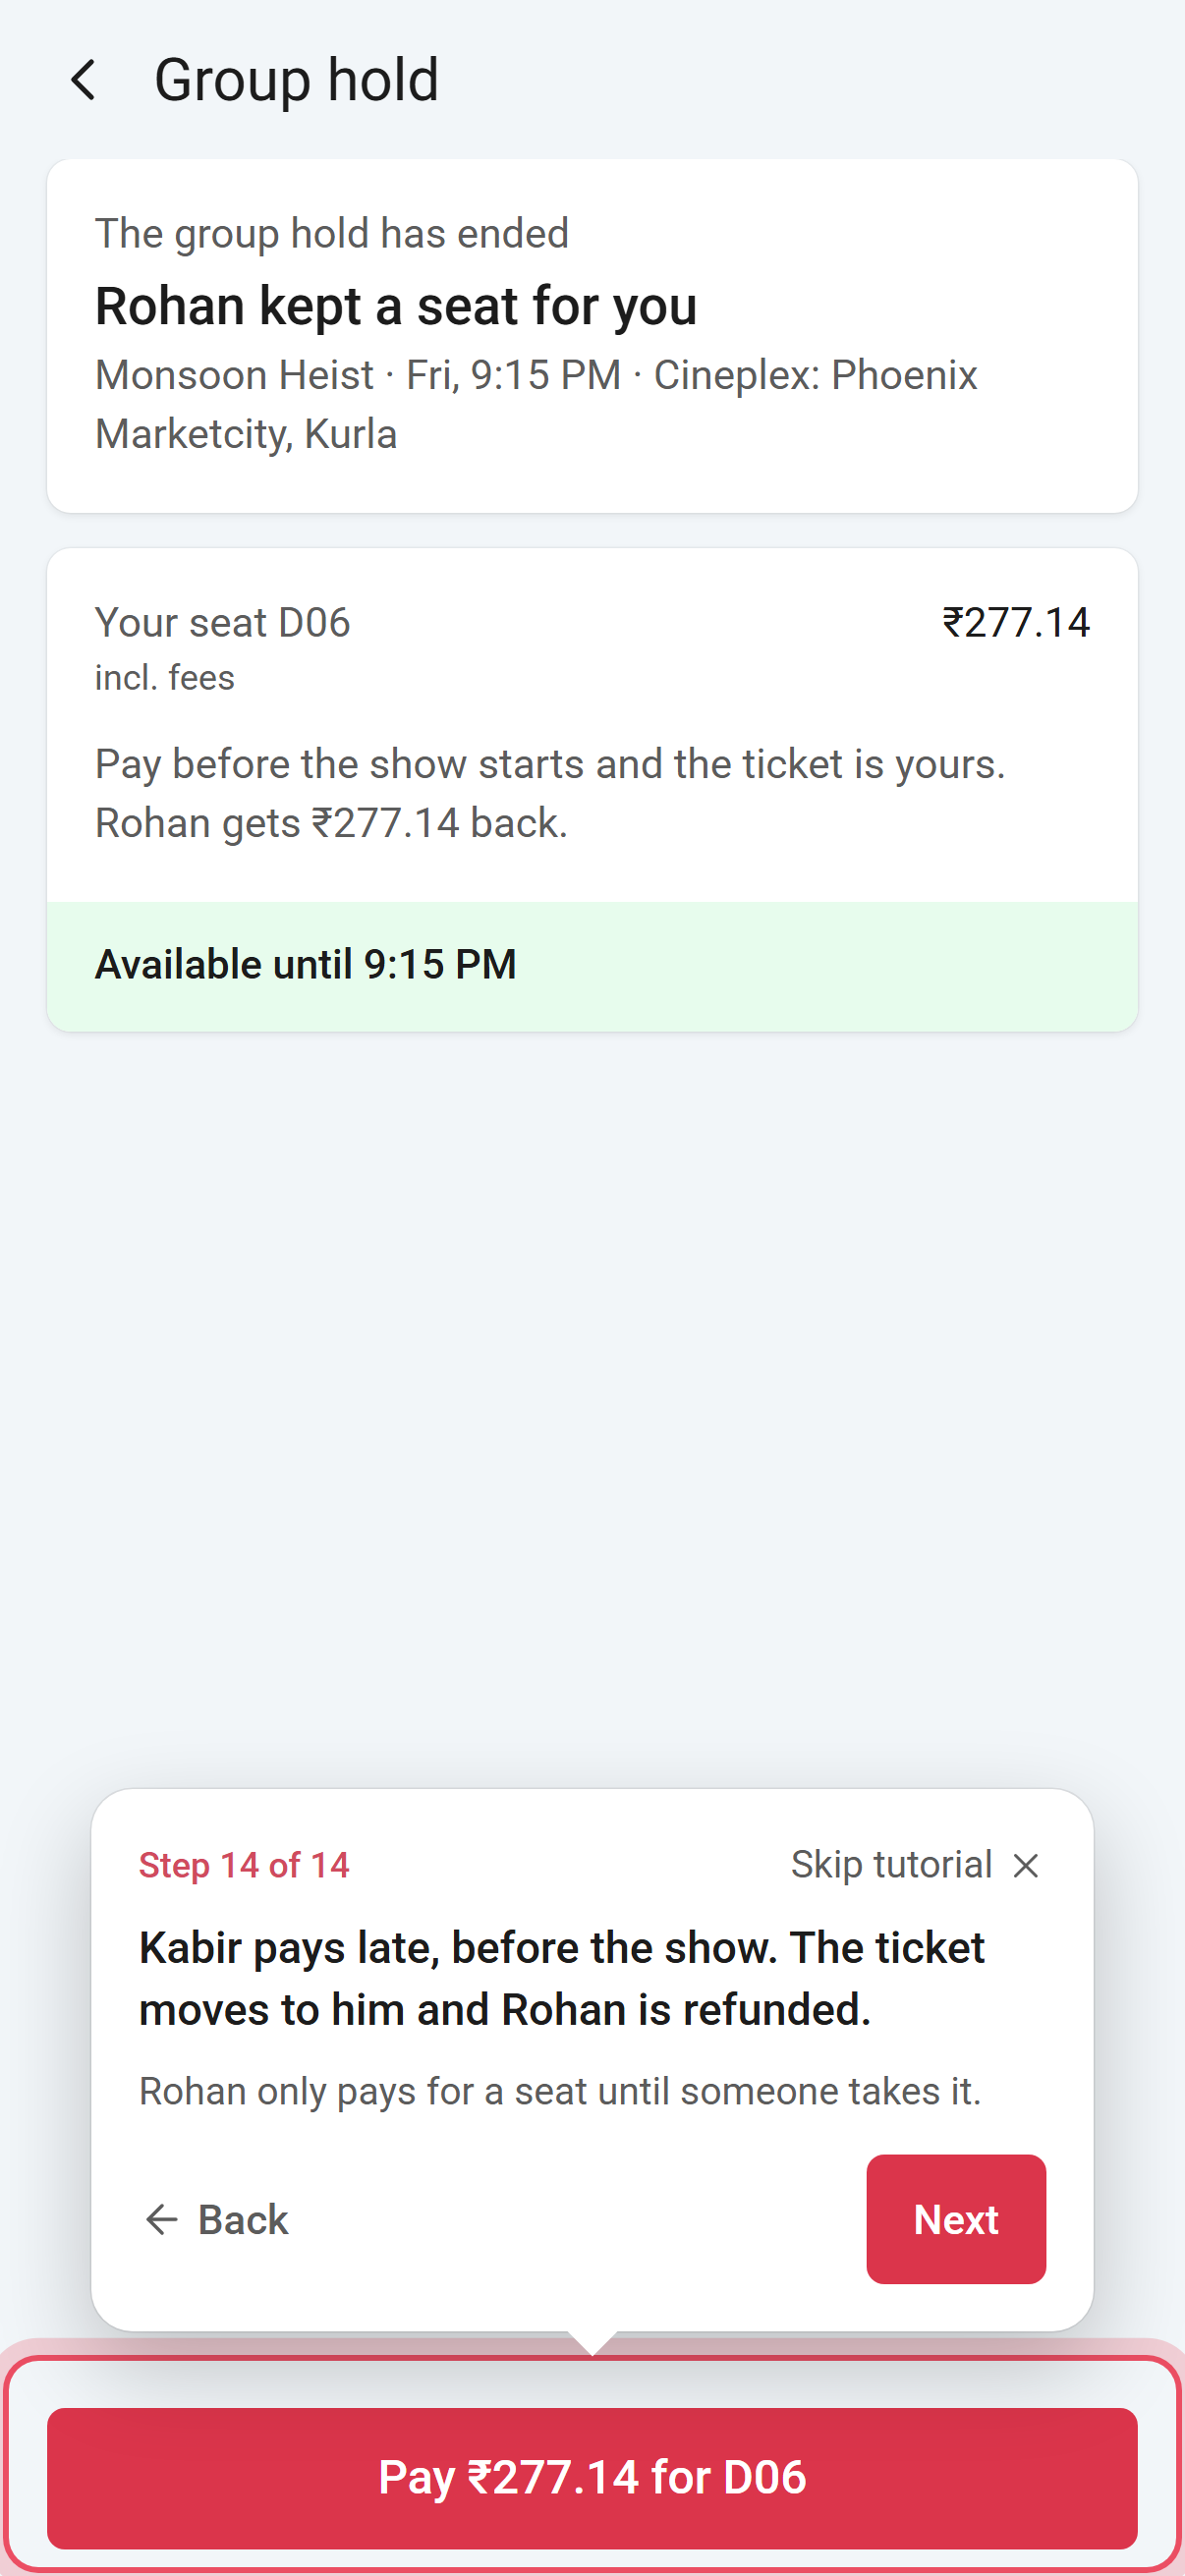 Group hold
The group hold has ended
Rohan kept a seat for you
Monsoon Heist · Fri, 9:15 PM · Cineplex: Phoenix
Marketcity, Kurla
Your seat D06 ₹277.14
incl. fees
Pay before the show starts and the ticket is yours.
Rohan gets ₹277.14 back.
Available until 9:15 PM
Step 14 of 14 Skip tutorial
Kabir pays late, before the show. The ticket
moves to him and Rohan is refunded.
Rohan only pays for a seat until someone takes it.
Back Next
Pay ₹277.14 for D06